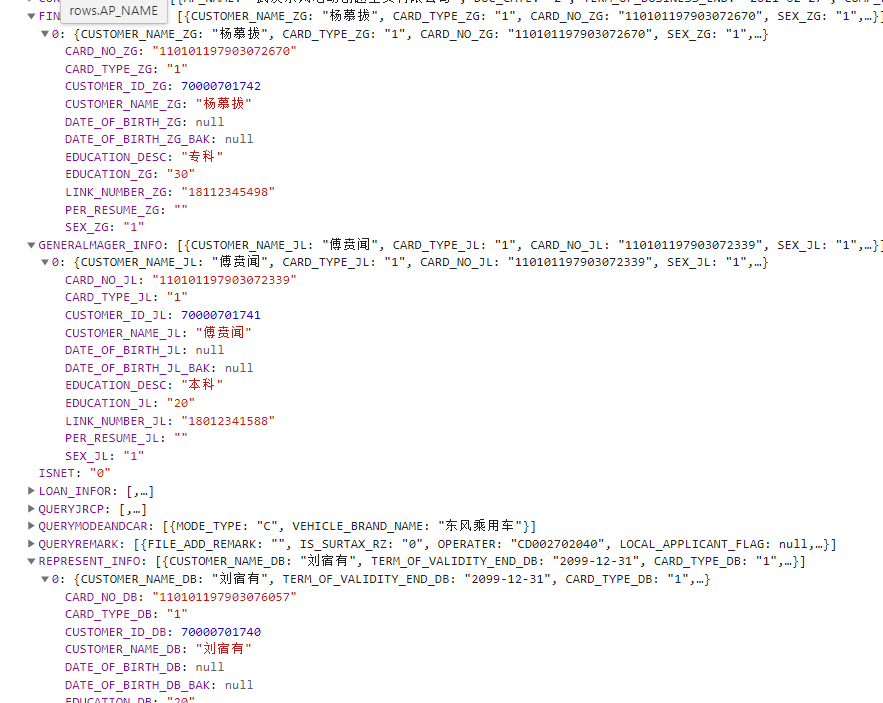 rows.AP_NAME
FIN [{CUSTOMER_NAME_ZG: "杨慕拔", CARD_TYPE_ZG: "1", CARD_NO_ZG: "110101197903072670", SEX_ZG: "1",…}]
0: {CUSTOMER_NAME_ZG: "杨慕拔", CARD_TYPE_ZG: "1", CARD_NO_ZG: "110101197903072670", SEX_ZG: "1",…}
CARD_NO_ZG: "110101197903072670"
CARD_TYPE_ZG: "1"
CUSTOMER_ID_ZG: 70000701742
CUSTOMER_NAME_ZG: "杨慕拔"
DATE_OF_BIRTH_ZG: null
DATE_OF_BIRTH_ZG_BAK: null
EDUCATION_DESC: "专科"
EDUCATION_ZG: "30"
LINK_NUMBER_ZG: "18112345498"
PER_RESUME_ZG: ""
SEX_ZG: "1"
GENERALMAGER_INFO: [{CUSTOMER_NAME_JL: "傅贲闻", CARD_TYPE_JL: "1", CARD_NO_JL: "110101197903072339", SEX_JL: "1",…}]
0: {CUSTOMER_NAME_JL: "傅贲闻", CARD_TYPE_JL: "1", CARD_NO_JL: "110101197903072339", SEX_JL: "1",…}
CARD_NO_JL: "110101197903072339"
CARD_TYPE_JL: "1"
CUSTOMER_ID_JL: 70000701741
CUSTOMER_NAME_JL: "傅贲闻"
DATE_OF_BIRTH_JL: null
DATE_OF_BIRTH_JL_BAK: null
EDUCATION_DESC: "本科"
EDUCATION_JL: "20"
LINK_NUMBER_JL: "18012341588"
PER_RESUME_JL: ""
SEX_JL: "1"
ISNET: "0"
LOAN_INFOR: [,…]
QUERYJRCP: [,…]
QUERYMODEANDCAR: [{MODE_TYPE: "C", VEHICLE_BRAND_NAME: "东风乘用车"}]
QUERYREMARK: [{FILE_ADD_REMARK: "", IS_SURTAX_RZ: "0", OPERATER: "CD002702040", LOCAL_APPLICANT_FLAG: null,…}]
REPRESENT_INFO: [{CUSTOMER_NAME_DB: "刘宿有", TERM_OF_VALIDITY_END_DB: "2099-12-31", CARD_TYPE_DB: "1",…}]
0: {CUSTOMER_NAME_DB: "刘宿有", TERM_OF_VALIDITY_END_DB: "2099-12-31", CARD_TYPE_DB: "1",…}
CARD_NO_DB: "110101197903076057"
CARD_TYPE_DB: "1"
CUSTOMER_ID_DB: 70000701740
CUSTOMER_NAME_DB: "刘宿有"
DATE_OF_BIRTH_DB: null
DATE_OF_BIRTH_DB_BAK: null
EDUCATION_DB: "20"